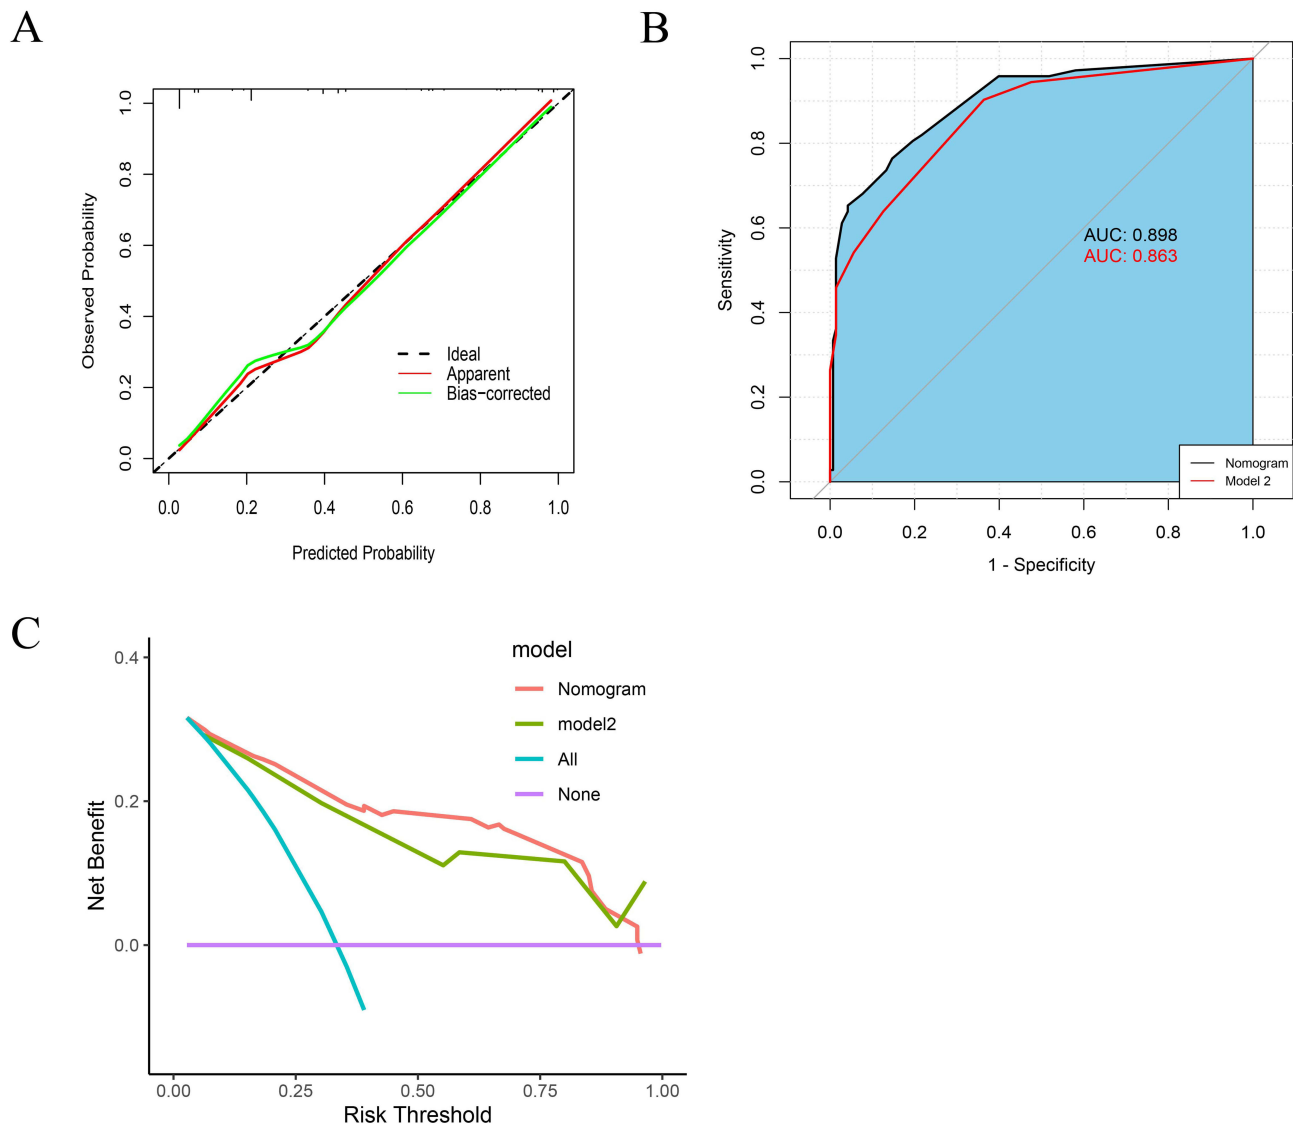 A
1.0
0.8
0.6
0.4
0.2
0.0
Observed Probability
Ideal
Apparent
Bias-corrected
0.0 0.2 0.4 0.6 0.8 1.0
Predicted Probability
B
1.0
0.8
0.6
0.4
0.2
0.0
Sensitivity
AUC: 0.898
AUC: 0.863
Nomogram
Model 2
0.0 0.2 0.4 0.6 0.8 1.0
1 - Specificity
C
0.4
0.2
0.0
Net Benefit
model
Nomogram
model2
All
None
0.00 0.25 0.50 0.75 1.00
Risk Threshold